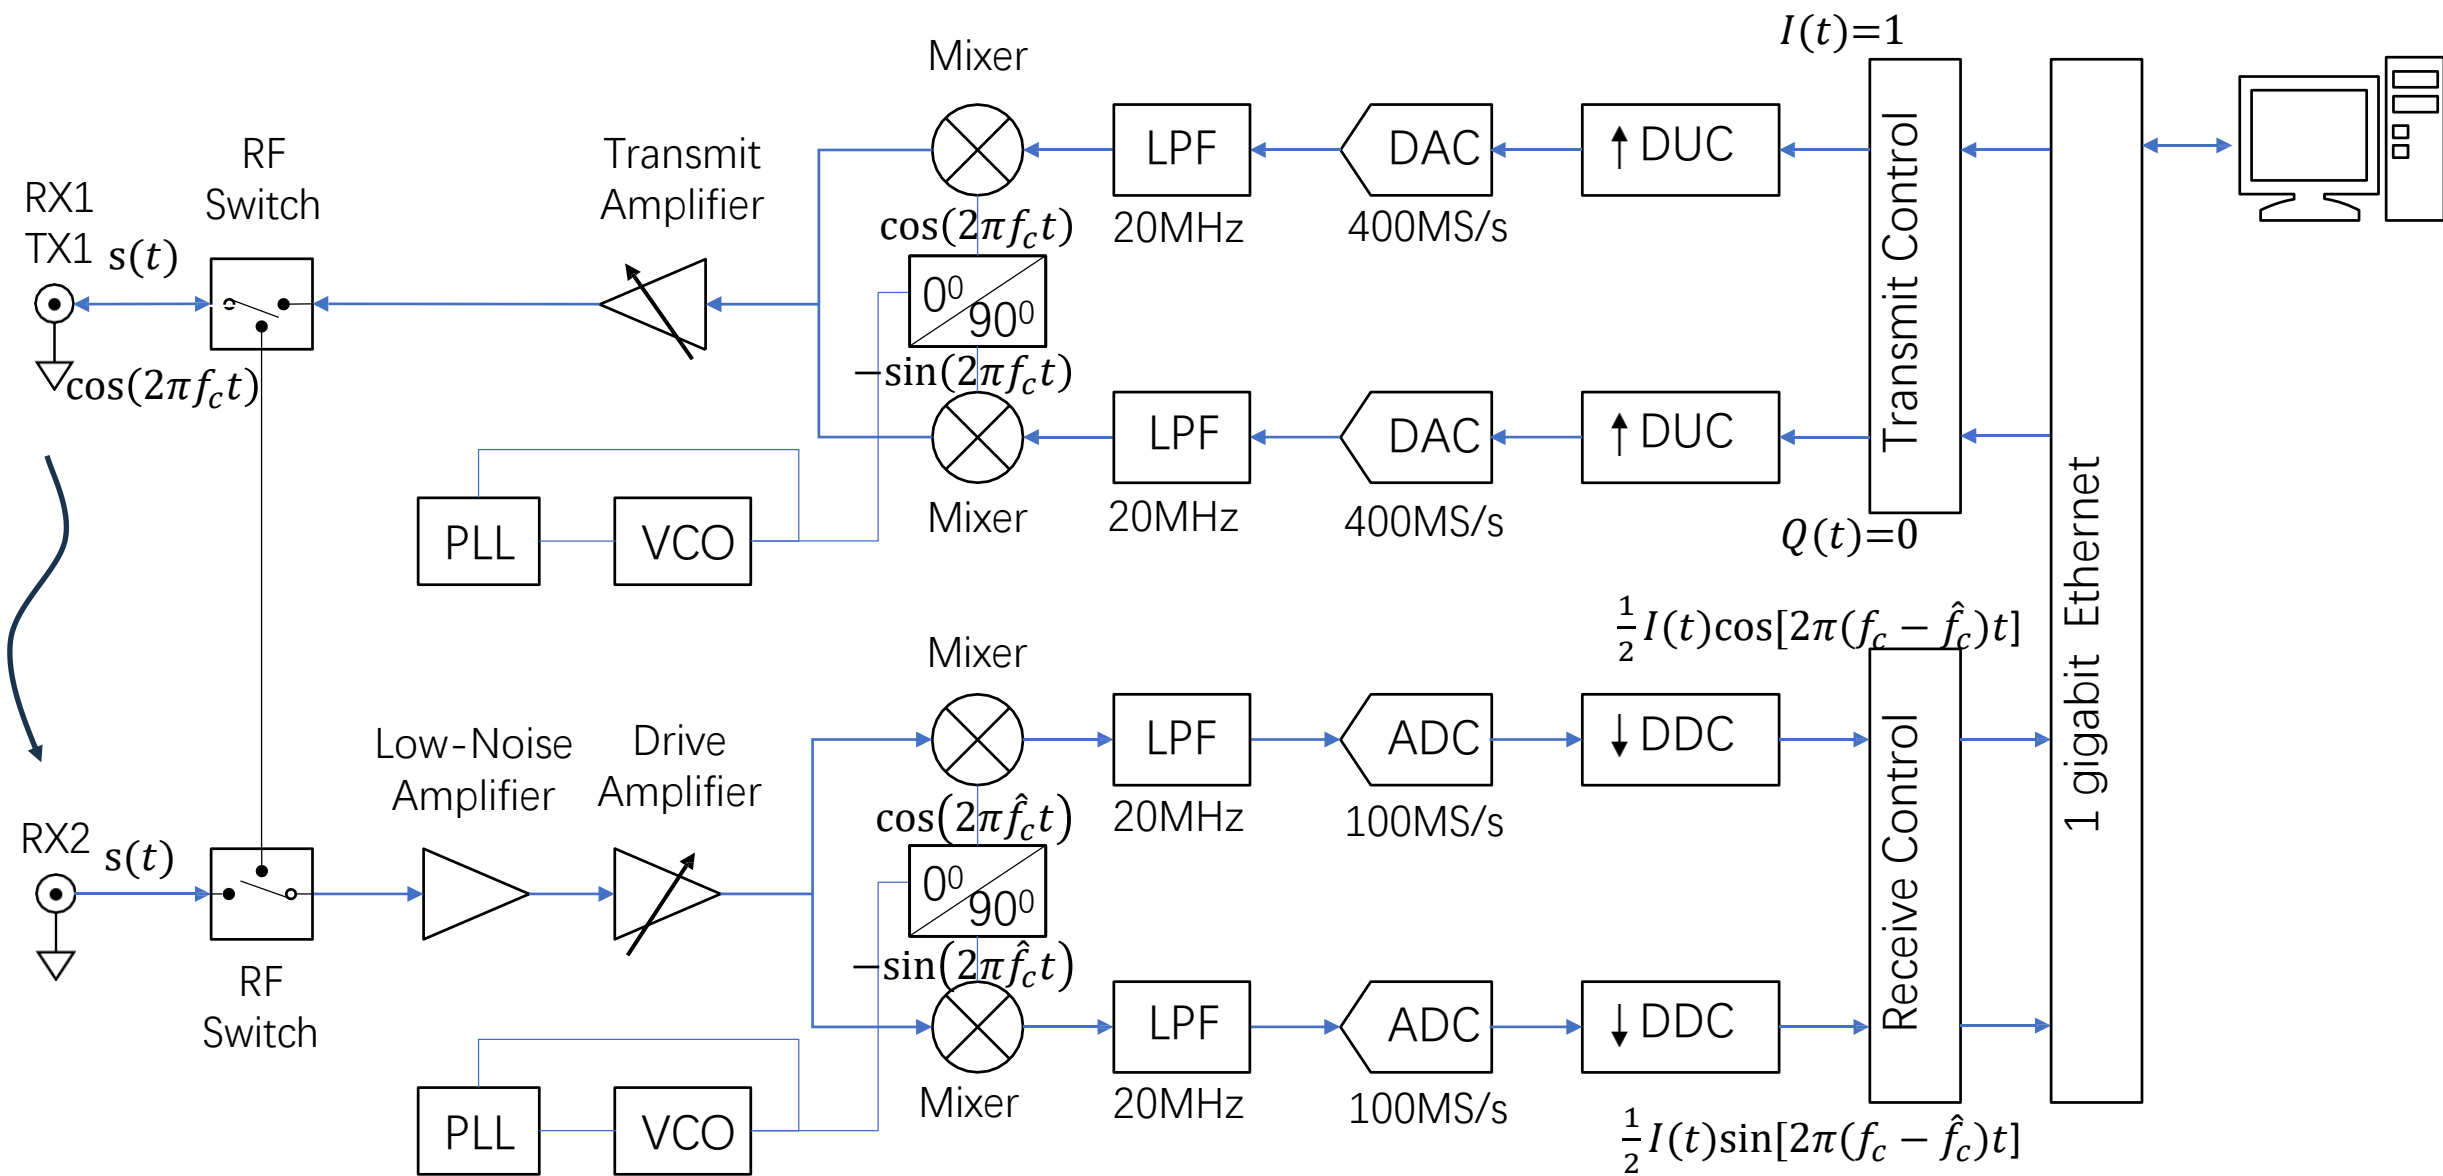 I(t)=1
Mixer
LPF
DAC
↑ DUC
Transmit Control
RF
Switch
Transmit
Amplifier
RX1
TX1
s(t)
cos(2πf_c t)
20MHz
400MS/s
0⁰
90⁰
−sin(2πf_c t)
cos(2πf_c t)
LPF
DAC
↑ DUC
PLL
VCO
Mixer
20MHz
400MS/s
Q(t)=0
1 gigabit Ethernet
½I(t)cos[2π(f_c − f̂_c)t]
Mixer
LPF
ADC
↓ DDC
Receive Control
Low-Noise
Amplifier
Drive
Amplifier
20MHz
100MS/s
cos(2πf̂_c t)
RX2
s(t)
0⁰
90⁰
−sin(2πf̂_c t)
RF
Switch
LPF
ADC
↓ DDC
PLL
VCO
Mixer
20MHz
100MS/s
½I(t)sin[2π(f_c − f̂_c)t]